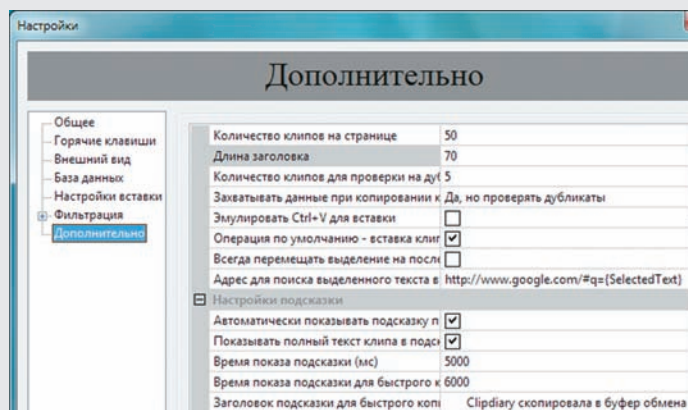 Настройки
Дополнительно
Общее
Горячие клавиши
Внешний вид
База данных
Настройки вставки
Фильтрация
Дополнительно
Количество клипов на странице 50
Длина заголовка 70
Количество клипов для проверки на ду 5
Захватывать данные при копировании к Да, но проверять дубликаты
Эмулировать Ctrl+V для вставки
Операция по умолчанию - вставка клип
Всегда перемещать выделение на после
Адрес для поиска выделенного текста в http://www.google.com/#q={SelectedText}
Настройки подсказки
Автоматически показывать подсказку п
Показывать полный текст клипа в подск
Время показа подсказки (мс) 5000
Время показа подсказки для быстрого к 6000
Заголовок подсказки для быстрого копи Clipdiary скопировала в буфер обмена